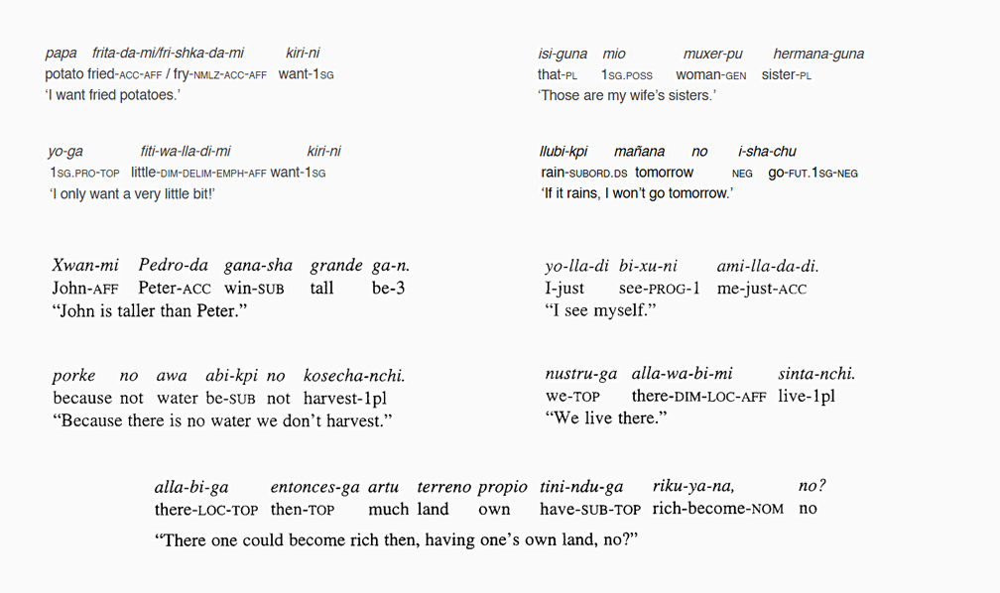 papa frita-da-mi/fri-shka-da-mi kiri-ni
potato fried-ACC-AFF / fry-NMLZ-ACC-AFF want-1SG
‘I want fried potatoes.’
isi-guna mio muxer-pu hermana-guna
that-PL 1SG.POSS woman-GEN sister-PL
‘Those are my wife’s sisters.’
yo-ga fiti-wa-lla-di-mi kiri-ni
1SG.PRO-TOP little-DIM-DELIM-EMPH-AFF want-1SG
‘I only want a very little bit!’
llubi-kpi mañana no i-sha-chu
rain-SUBORD.DS tomorrow NEG go-FUT.1SG-NEG
‘If it rains, I won’t go tomorrow.’
Xwan-mi Pedro-da gana-sha grande ga-n.
John-AFF Peter-ACC win-SUB tall be-3
“John is taller than Peter.”
yo-lla-di bi-xu-ni ami-lla-da-di.
I-just see-PROG-1 me-just-ACC
“I see myself.”
porke no awa abi-kpi no kosecha-nchi.
because not water be-SUB not harvest-1pl
“Because there is no water we don’t harvest.”
nustru-ga alla-wa-bi-mi sinta-nchi.
we-TOP there-DIM-LOC-AFF live-1pl
“We live there.”
alla-bi-ga entonces-ga artu terreno propio tini-ndu-ga riku-ya-na, no?
there-LOC-TOP then-TOP much land own have-SUB-TOP rich-become-NOM no
“There one could become rich then, having one’s own land, no?”